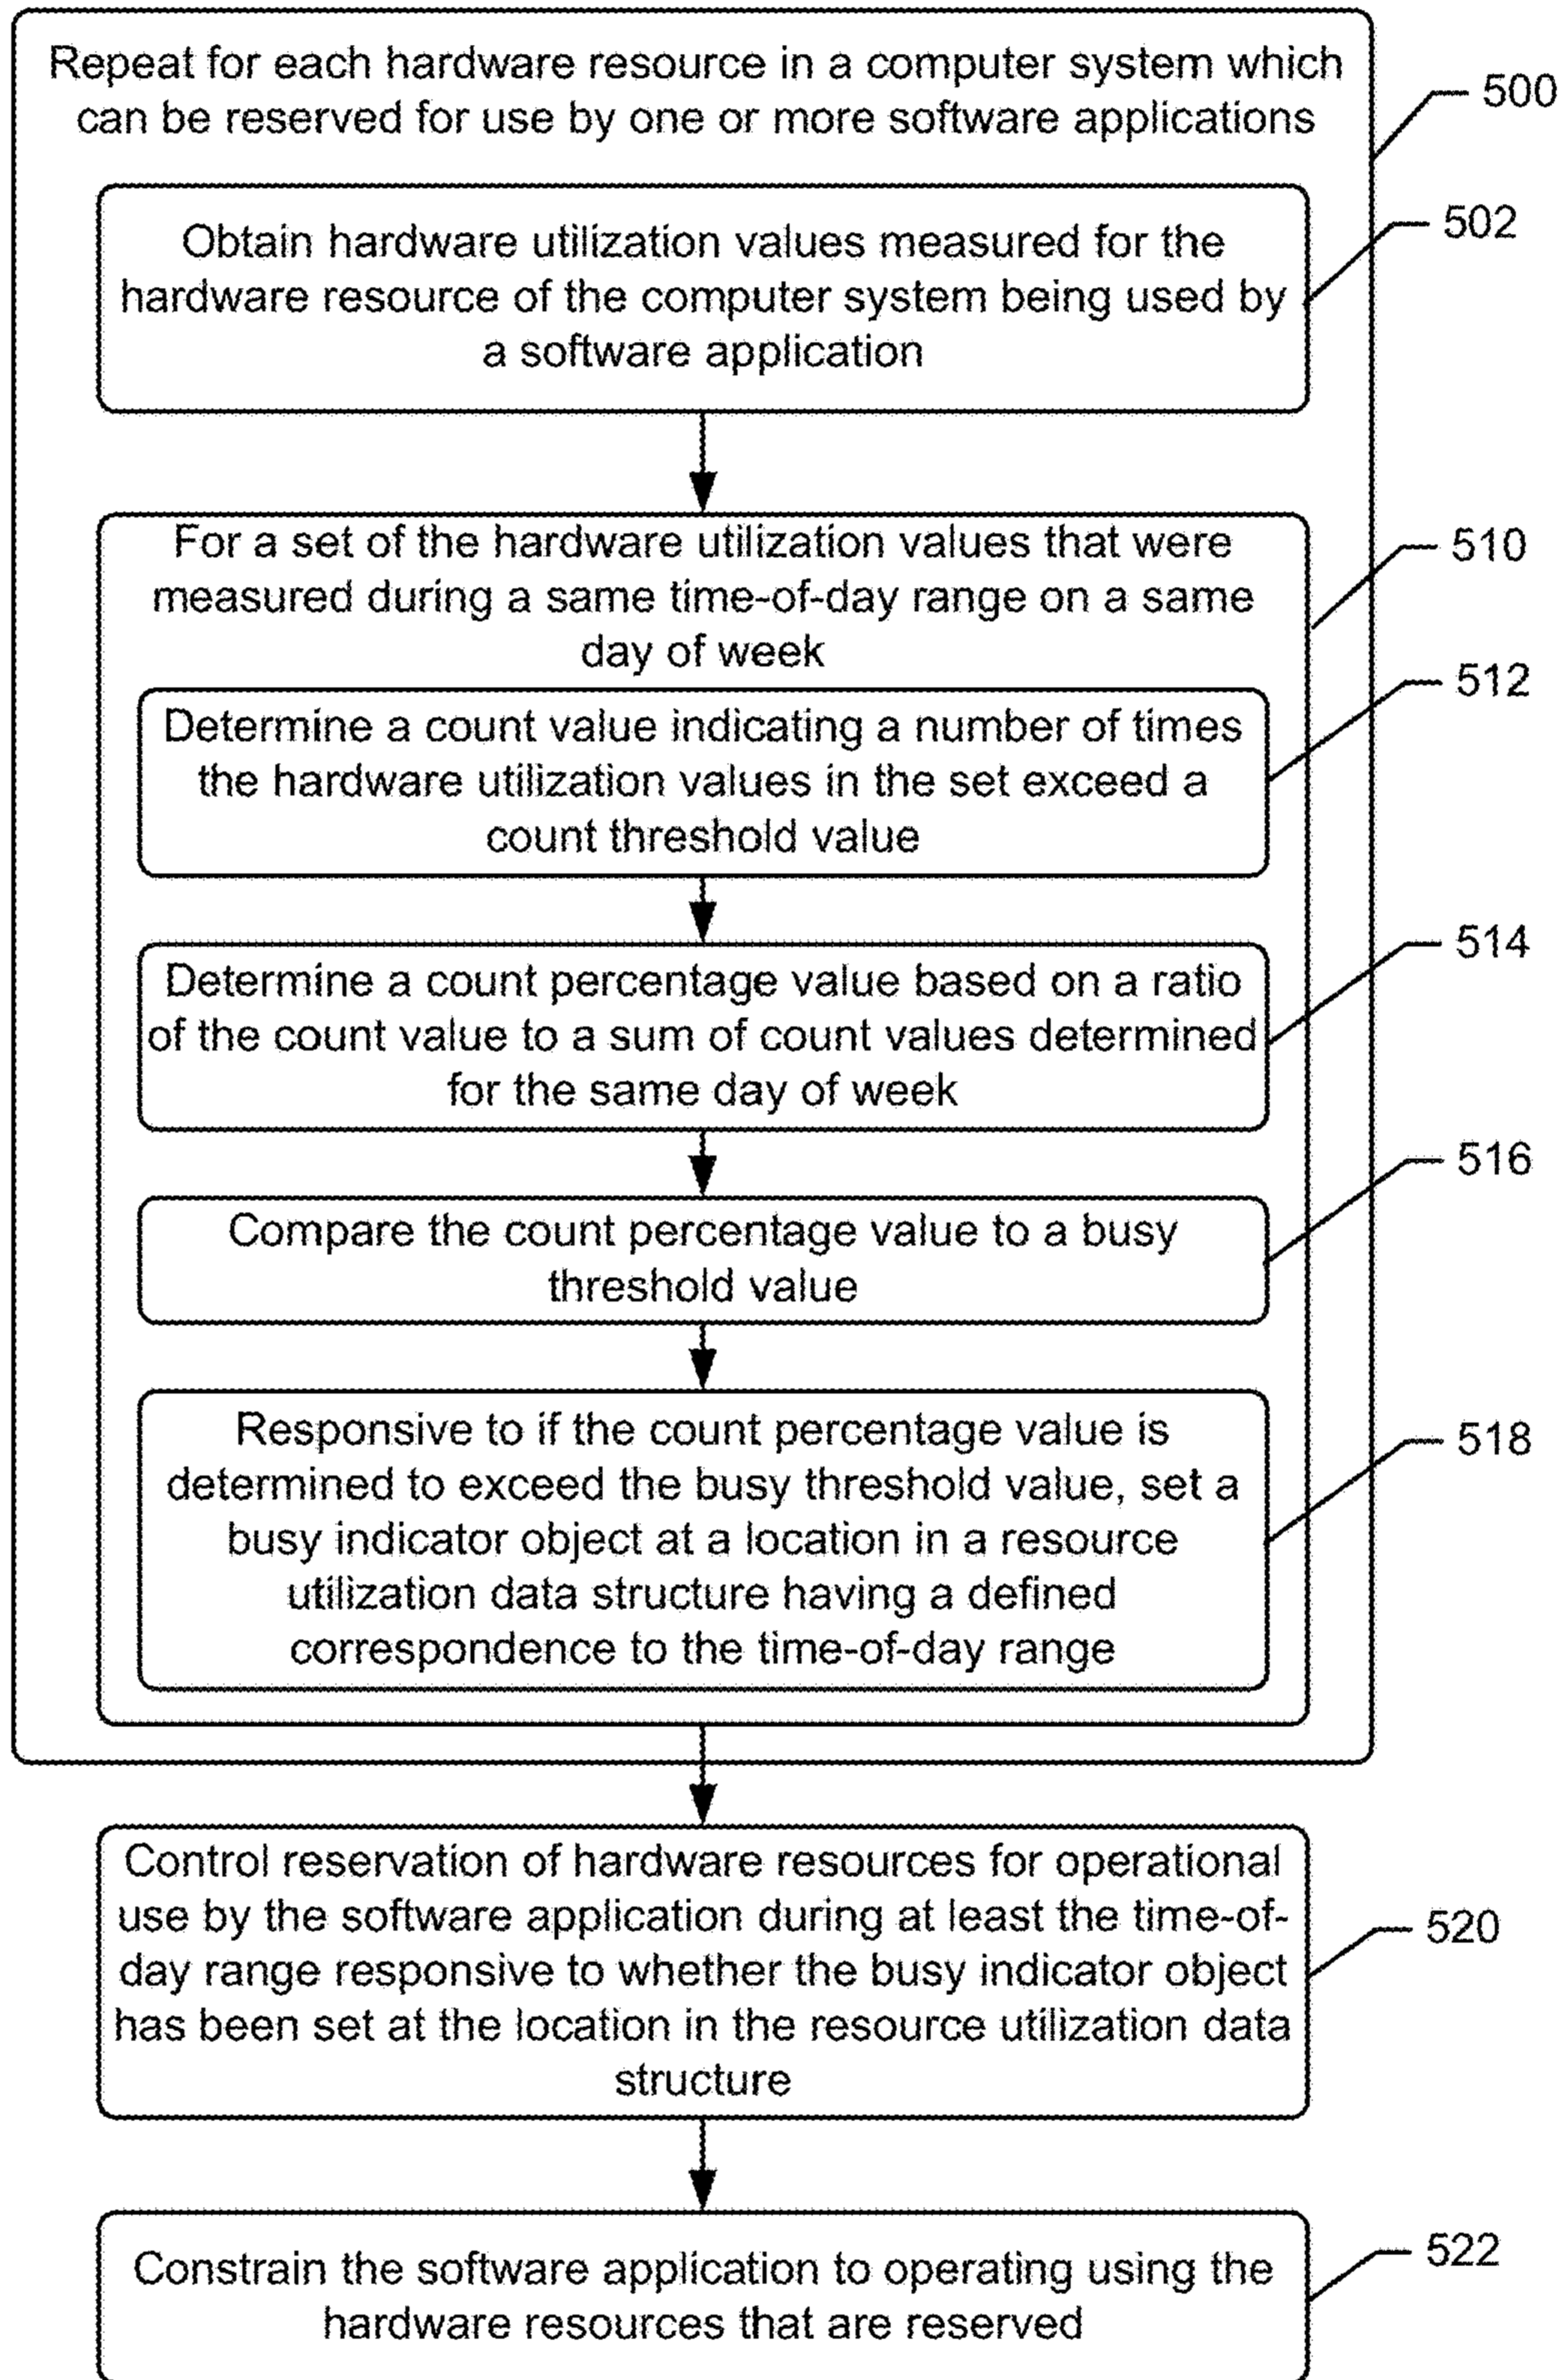 Repeat for each hardware resource in a computer system which
can be reserved for use by one or more software applications
500
Obtain hardware utilization values measured for the
hardware resource of the computer system being used by
a software application
502
For a set of the hardware utilization values that were
measured during a same time-of-day range on a same
day of week
510
Determine a count value indicating a number of times
the hardware utilization values in the set exceed a
count threshold value
512
Determine a count percentage value based on a ratio
of the count value to a sum of count values determined
for the same day of week
514
Compare the count percentage value to a busy
threshold value
516
Responsive to if the count percentage value is
determined to exceed the busy threshold value, set a
busy indicator object at a location in a resource
utilization data structure having a defined
correspondence to the time-of-day range
518
Control reservation of hardware resources for operational
use by the software application during at least the time-of-
day range responsive to whether the busy indicator object
has been set at the location in the resource utilization data
structure
520
Constrain the software application to operating using the
hardware resources that are reserved
522